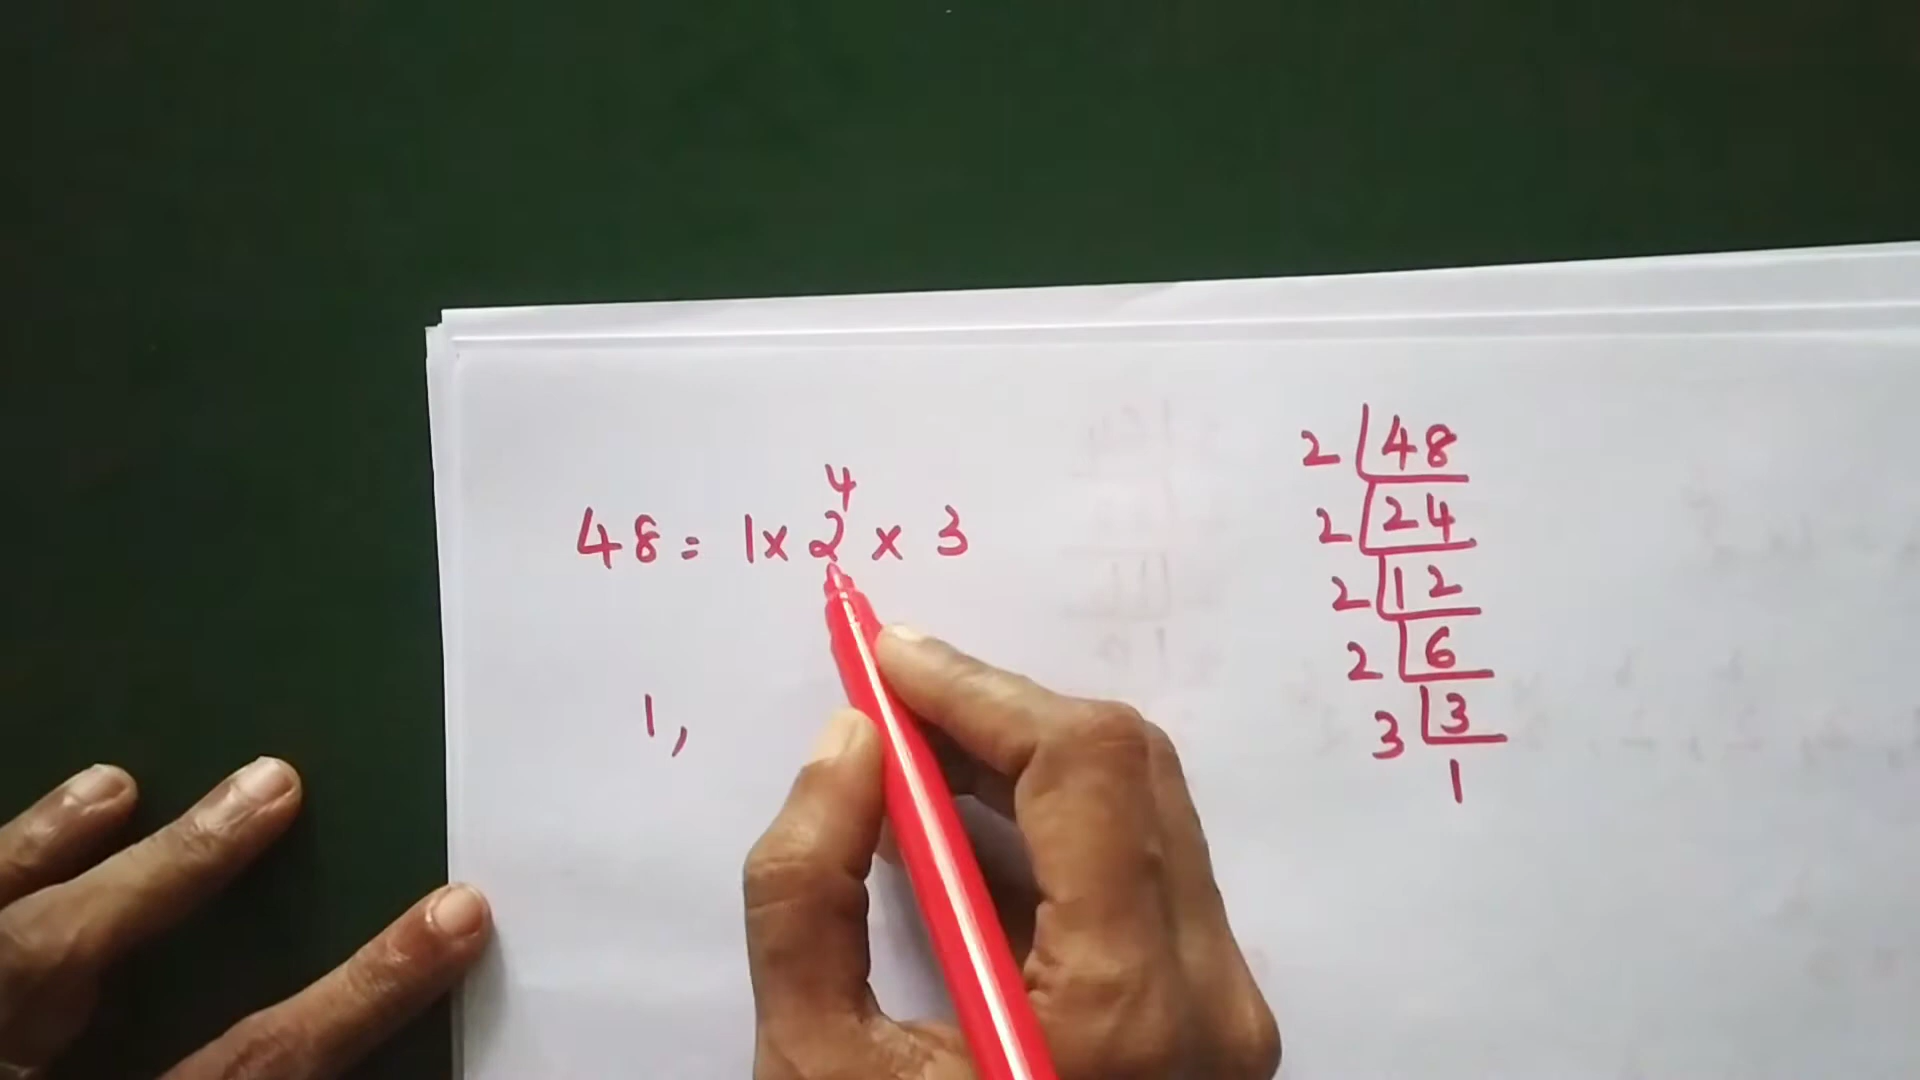 48 = 1 x 2⁴ x 3
1,
2 | 48
2 | 24
2 | 12
2 | 6
3 | 3
1